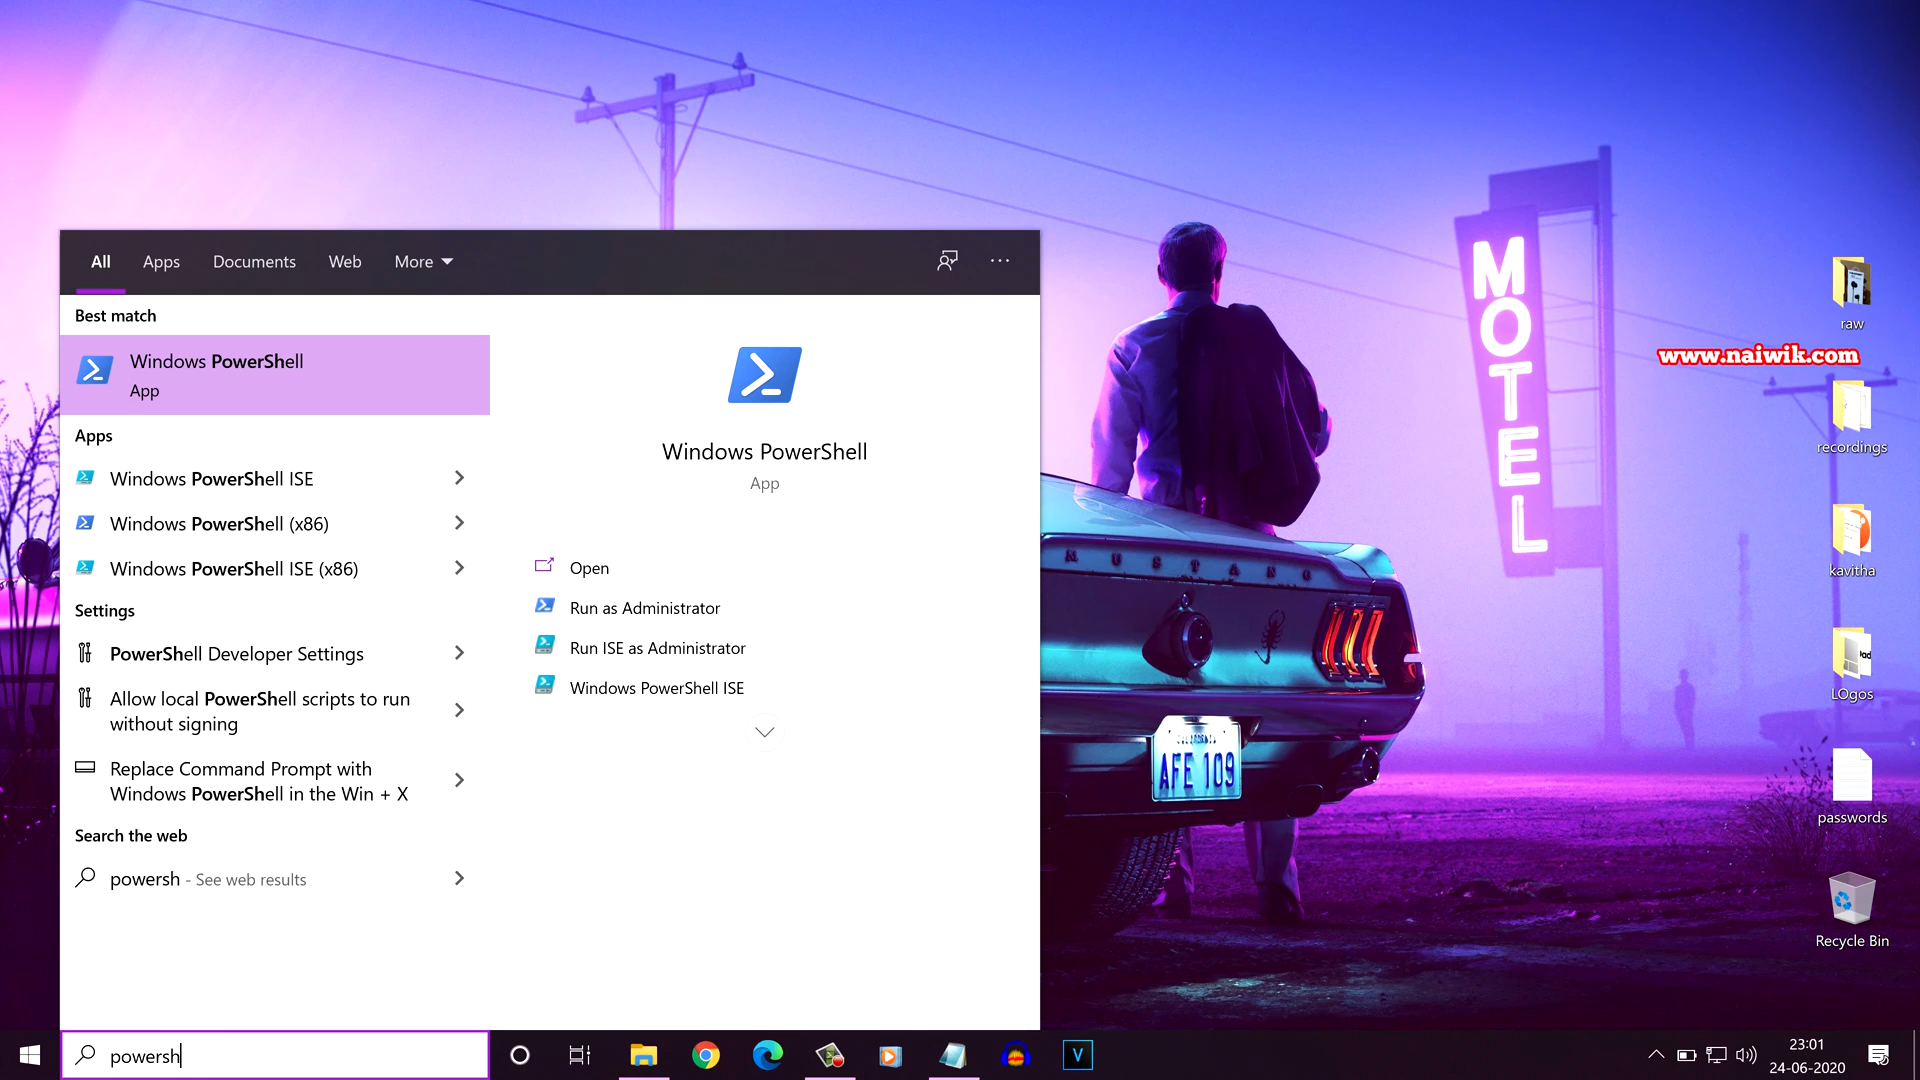 All Apps Documents Web More
Best match
Windows PowerShell
App
Apps
Windows PowerShell ISE
Windows PowerShell (x86)
Windows PowerShell ISE (x86)
Settings
PowerShell Developer Settings
Allow local PowerShell scripts to run
without signing
Replace Command Prompt with
Windows PowerShell in the Win + X
Search the web
powersh - See web results
powersh
Windows PowerShell
App
Open
Run as Administrator
Run ISE as Administrator
Windows PowerShell ISE
MUSTANG
CALIFORNIA
AFE 109
MOTEL
raw
www.naiwik.com
recordings
kavitha
LOgos
passwords
Recycle Bin
V
23:01
24-06-2020